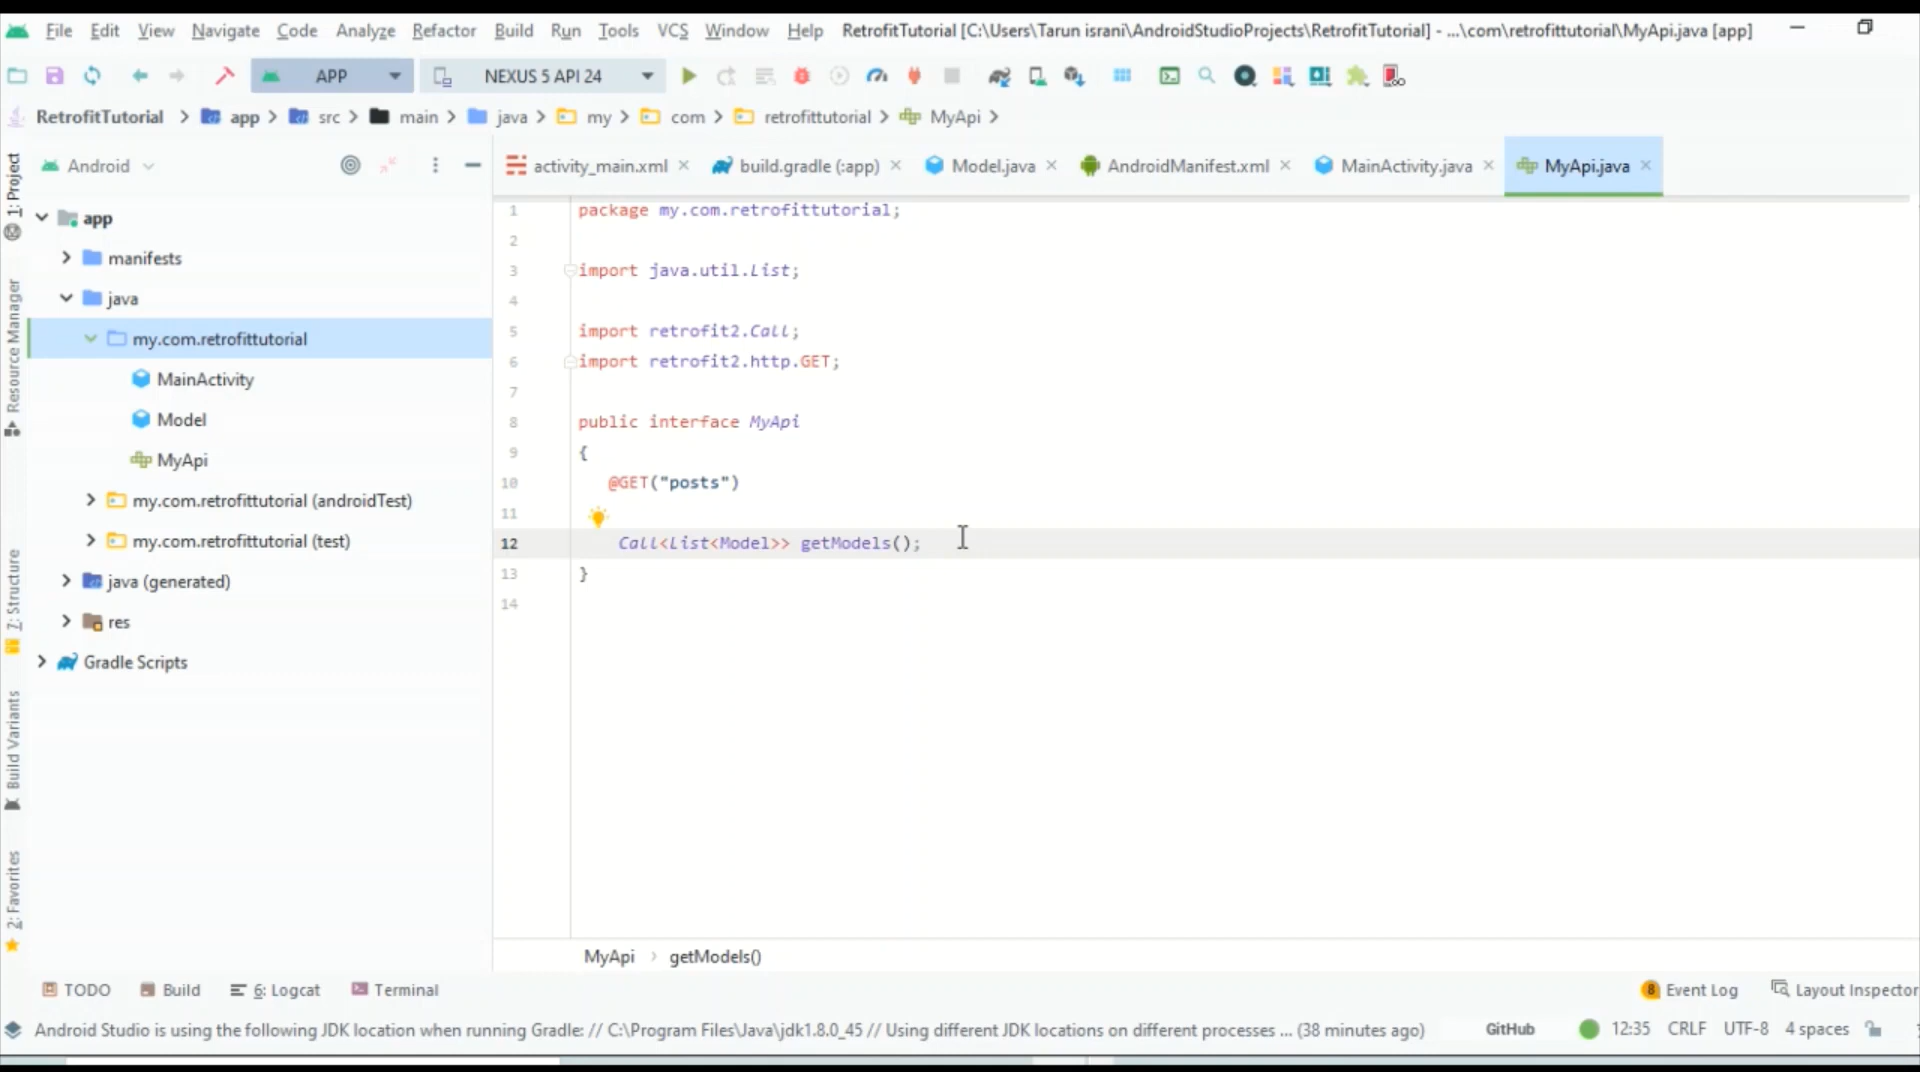 File Edit View Navigate Code Analyze Refactor Build Run Tools VCS Window Help RetrofitTutorial [C:\Users\Tarun israni\AndroidStudioProjects\RetrofitTutorial] - ...\com\retrofittutorial\MyApi.java [app]
APP NEXUS 5 API 24
RetrofitTutorial app src main java my com retrofittutorial MyApi
Android
activity_main.xml build.gradle (:app) Model.java AndroidManifest.xml MainActivity.java MyApi.java
1: Project
Resource Manager
7: Structure
Build Variants
2: Favorites
app
manifests
java
my.com.retrofittutorial
MainActivity
Model
MyApi
my.com.retrofittutorial (androidTest)
my.com.retrofittutorial (test)
java (generated)
res
Gradle Scripts
1 package my.com.retrofittutorial;
2
3 import java.util.List;
4
5 import retrofit2.Call;
6 import retrofit2.http.GET;
7
8 public interface MyApi
9 {
10 @GET("posts")
11
12 Call<List<Model>> getModels();
13 }
14
MyApi getModels()
TODO Build 6: Logcat Terminal 8 Event Log Layout Inspector
Android Studio is using the following JDK location when running Gradle: // C:\Program Files\Java\jdk1.8.0_45 // Using different JDK locations on different processes ... (38 minutes ago) GitHub 12:35 CRLF UTF-8 4 spaces